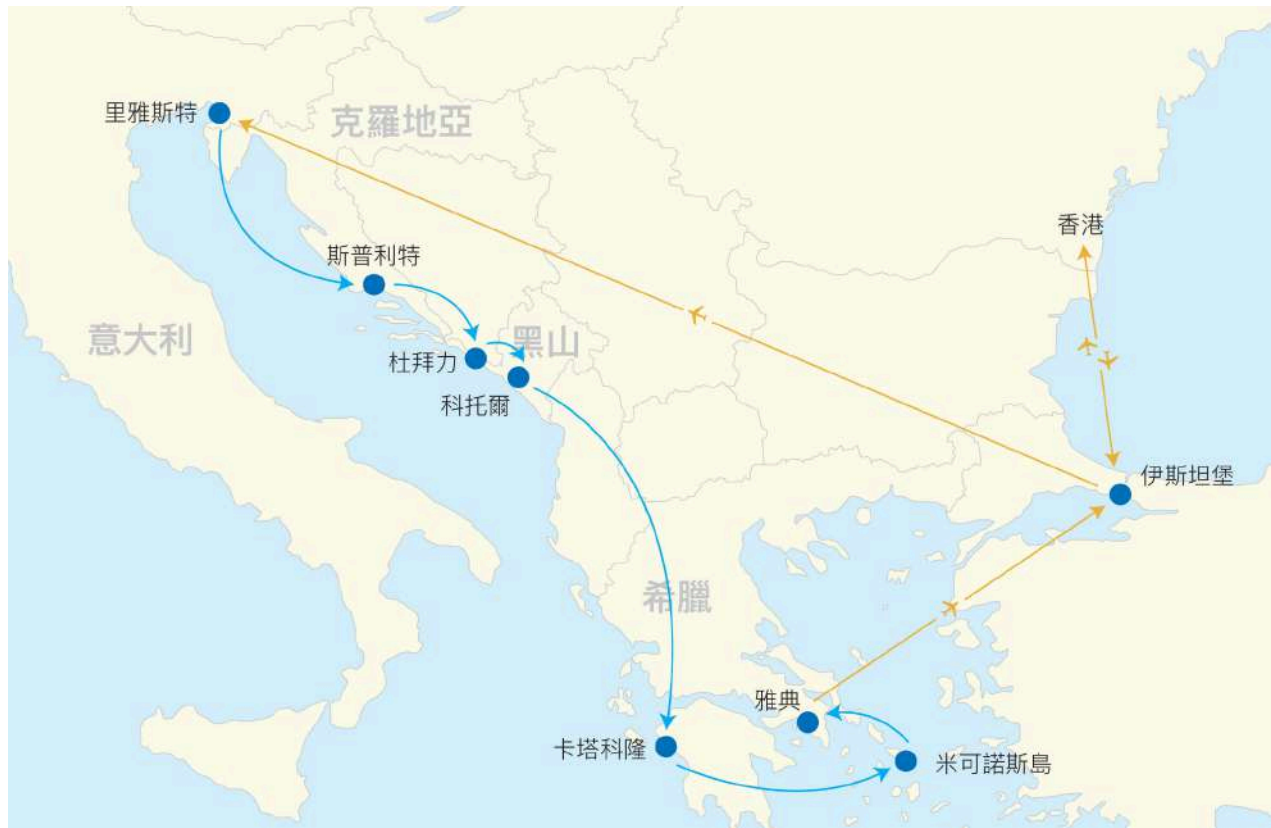 里雅斯特
克羅地亞
香港
斯普利特
意大利
黑山
杜拜力
科托爾
伊斯坦堡
希臘
雅典
卡塔科隆
米可諾斯島